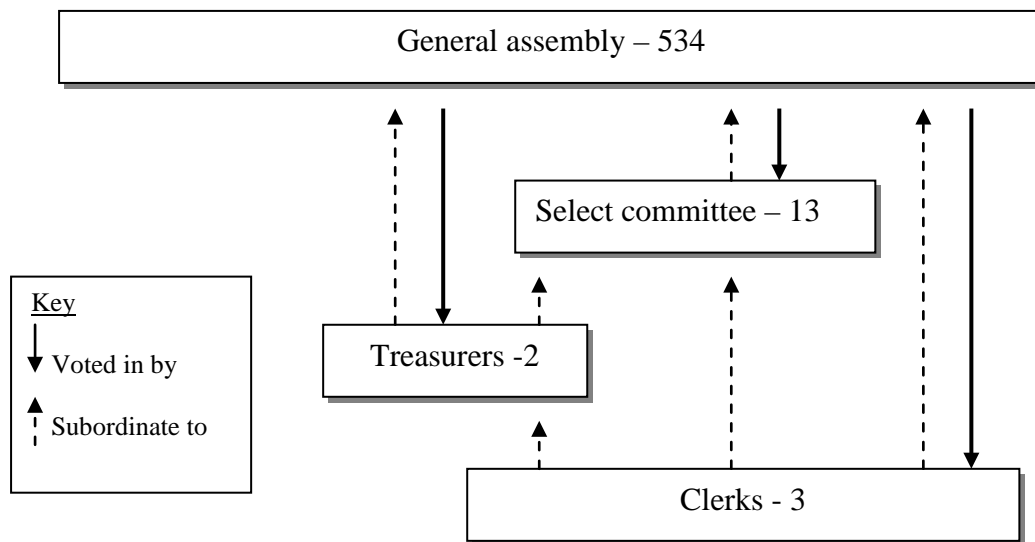 General assembly – 534
Select committee – 13
Key
Voted in by
Treasurers -2
Subordinate to
Clerks - 3